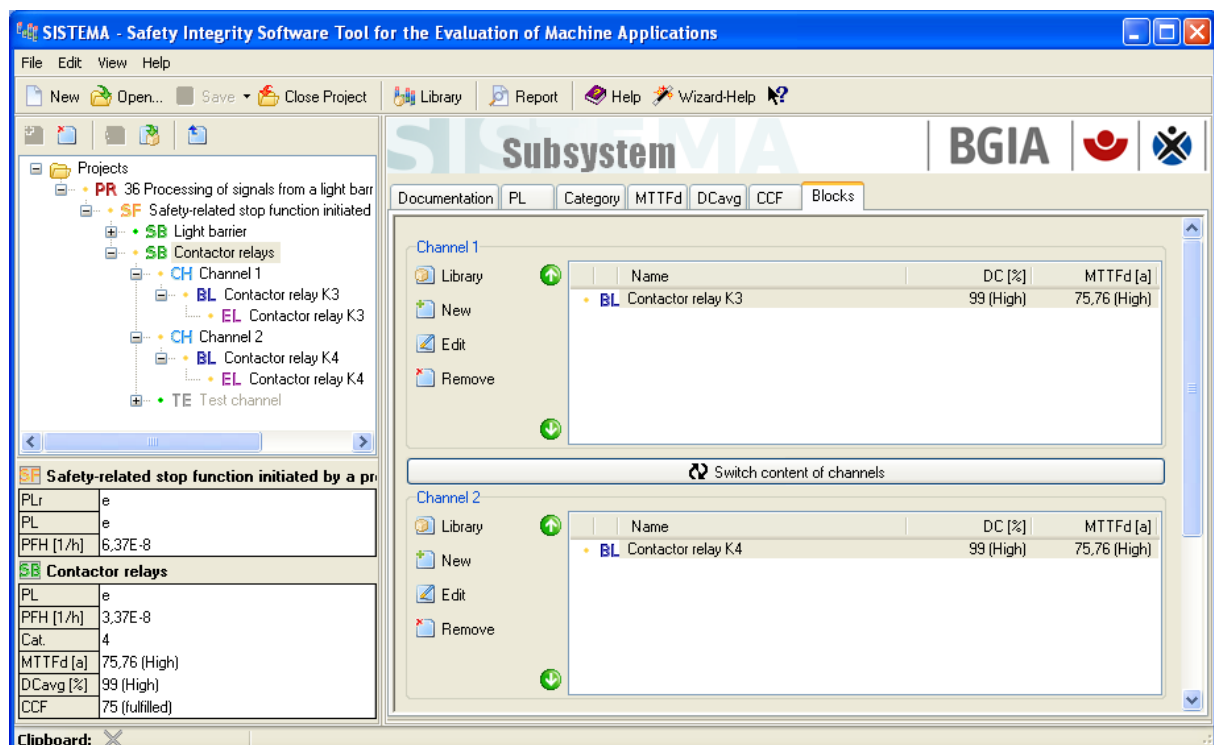 SISTEMA - Safety Integrity Software Tool for the Evaluation of Machine Applications
File Edit View Help
New Open... Save Close Project Library Report Help Wizard-Help
SISTEMA
Subsystem
BGIA
Projects
PR 36 Processing of signals from a light barr
SF Safety-related stop function initiated
SB Light barrier
SB Contactor relays
CH Channel 1
BL Contactor relay K3
EL Contactor relay K3
CH Channel 2
BL Contactor relay K4
EL Contactor relay K4
TE Test channel
SF Safety-related stop function initiated by a pr
PLr e
PL e
PFH [1/h] 6,37E-8
SB Contactor relays
PL e
PFH [1/h] 3,37E-8
Cat. 4
MTTFd [a] 75,76 (High)
DCavg [%] 99 (High)
CCF 75 (fulfilled)
Documentation PL Category MTTFd DCavg CCF Blocks
Channel 1
Library
New
Edit
Remove
Name DC [%] MTTFd [a]
BL Contactor relay K3 99 (High) 75,76 (High)
Switch content of channels
Channel 2
Library
New
Edit
Remove
Name DC [%] MTTFd [a]
BL Contactor relay K4 99 (High) 75,76 (High)
Clipboard: